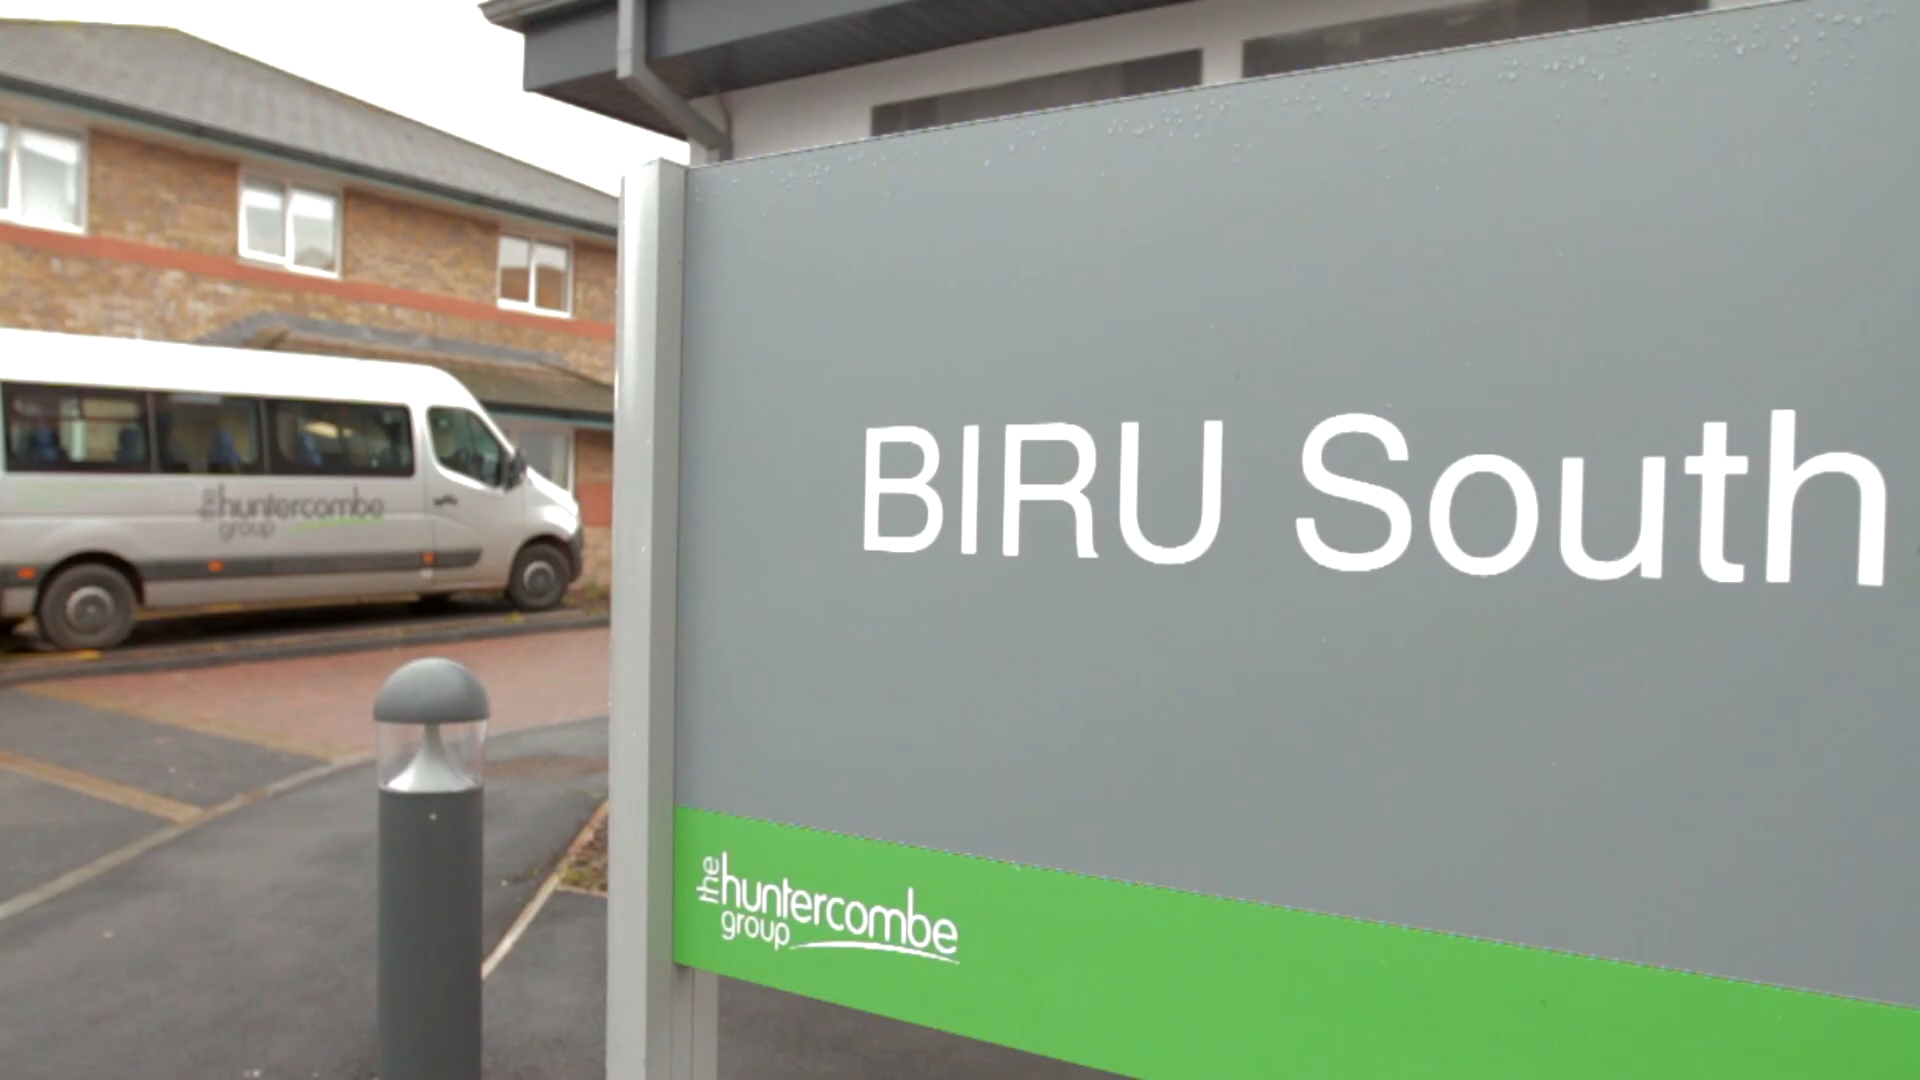 BIRU South
the huntercombe
group
the huntercombe
group